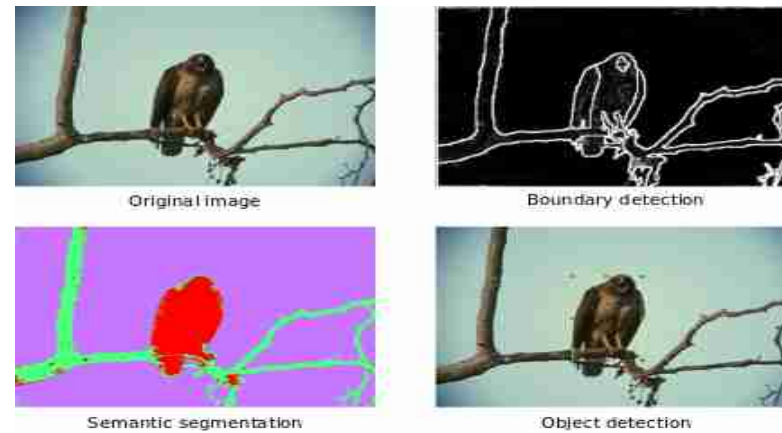 Original image
Boundary detection
Semantic segmentation
Object detection